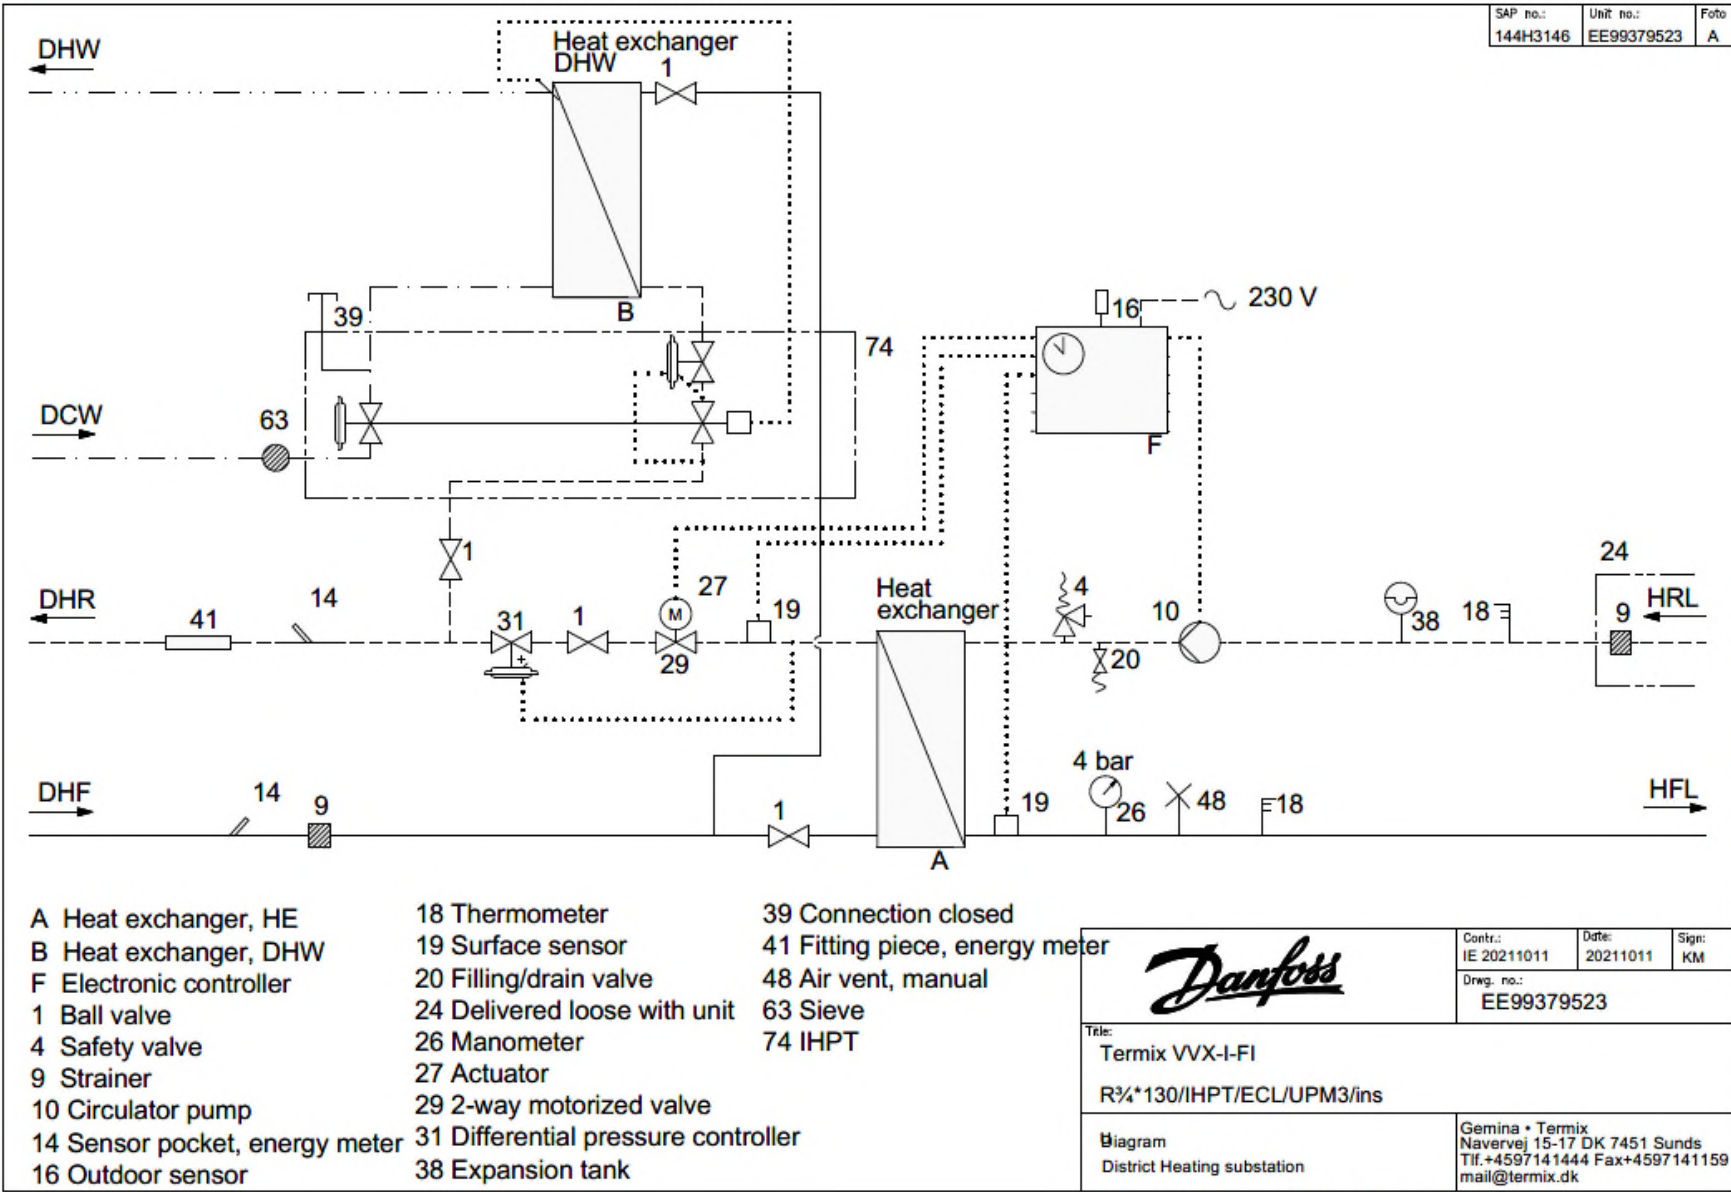 SAP no.: Unit no.: Foto
144H3146 EE99379523 A
DHW
Heat exchanger
DHW
1
B
39
74
16
230 V
F
DCW
63
1
DHR
41
14
31
1
27
M
29
19
Heat
exchanger
4
20
10
38
18
24
9
HRL
DHF
14
9
1
A
19
4 bar
26
48
18
HFL
A Heat exchanger, HE
B Heat exchanger, DHW
F Electronic controller
1 Ball valve
4 Safety valve
9 Strainer
10 Circulator pump
14 Sensor pocket, energy meter
16 Outdoor sensor
18 Thermometer
19 Surface sensor
20 Filling/drain valve
24 Delivered loose with unit
26 Manometer
27 Actuator
29 2-way motorized valve
31 Differential pressure controller
38 Expansion tank
39 Connection closed
41 Fitting piece, energy meter
48 Air vent, manual
63 Sieve
74 IHPT
Danfoss
Contr.: Date: Sign:
IE 20211011 20211011 KM
Drwg. no.:
EE99379523
Title:
Termix VVX-I-FI
R¾*130/IHPT/ECL/UPM3/ins
Diagram
District Heating substation
Gemina • Termix
Navervej 15-17 DK 7451 Sunds
Tlf.+4597141444 Fax+4597141159
mail@termix.dk